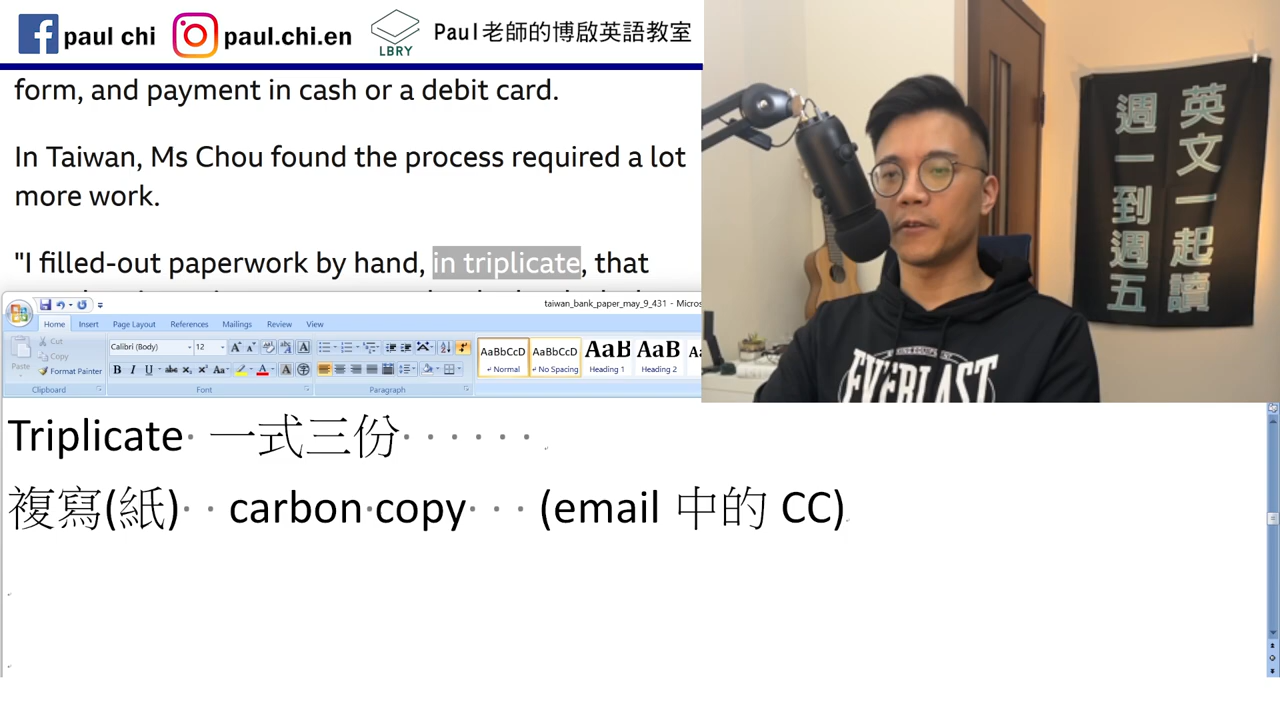 paul chi
paul.chi.en
LBRY
Paul老師的博啟英語教室
form, and payment in cash or a debit card.
In Taiwan, Ms Chou found the process required a lot
more work.
"I filled-out paperwork by hand, in triplicate, that
taiwan_bank_paper_may_9_431 - Micros
Home Insert Page Layout References Mailings Review View
Paste
Cut
Copy
Format Painter
Clipboard
Calibri (Body) 12
Font
Paragraph
AaBbCcD AaBbCcD AaB AaB
Normal No Spacing Heading 1 Heading 2
Triplicate 一式三份
複寫(紙) carbon copy (email 中的 CC)
英文一起讀
週一到週五
EVERLAST